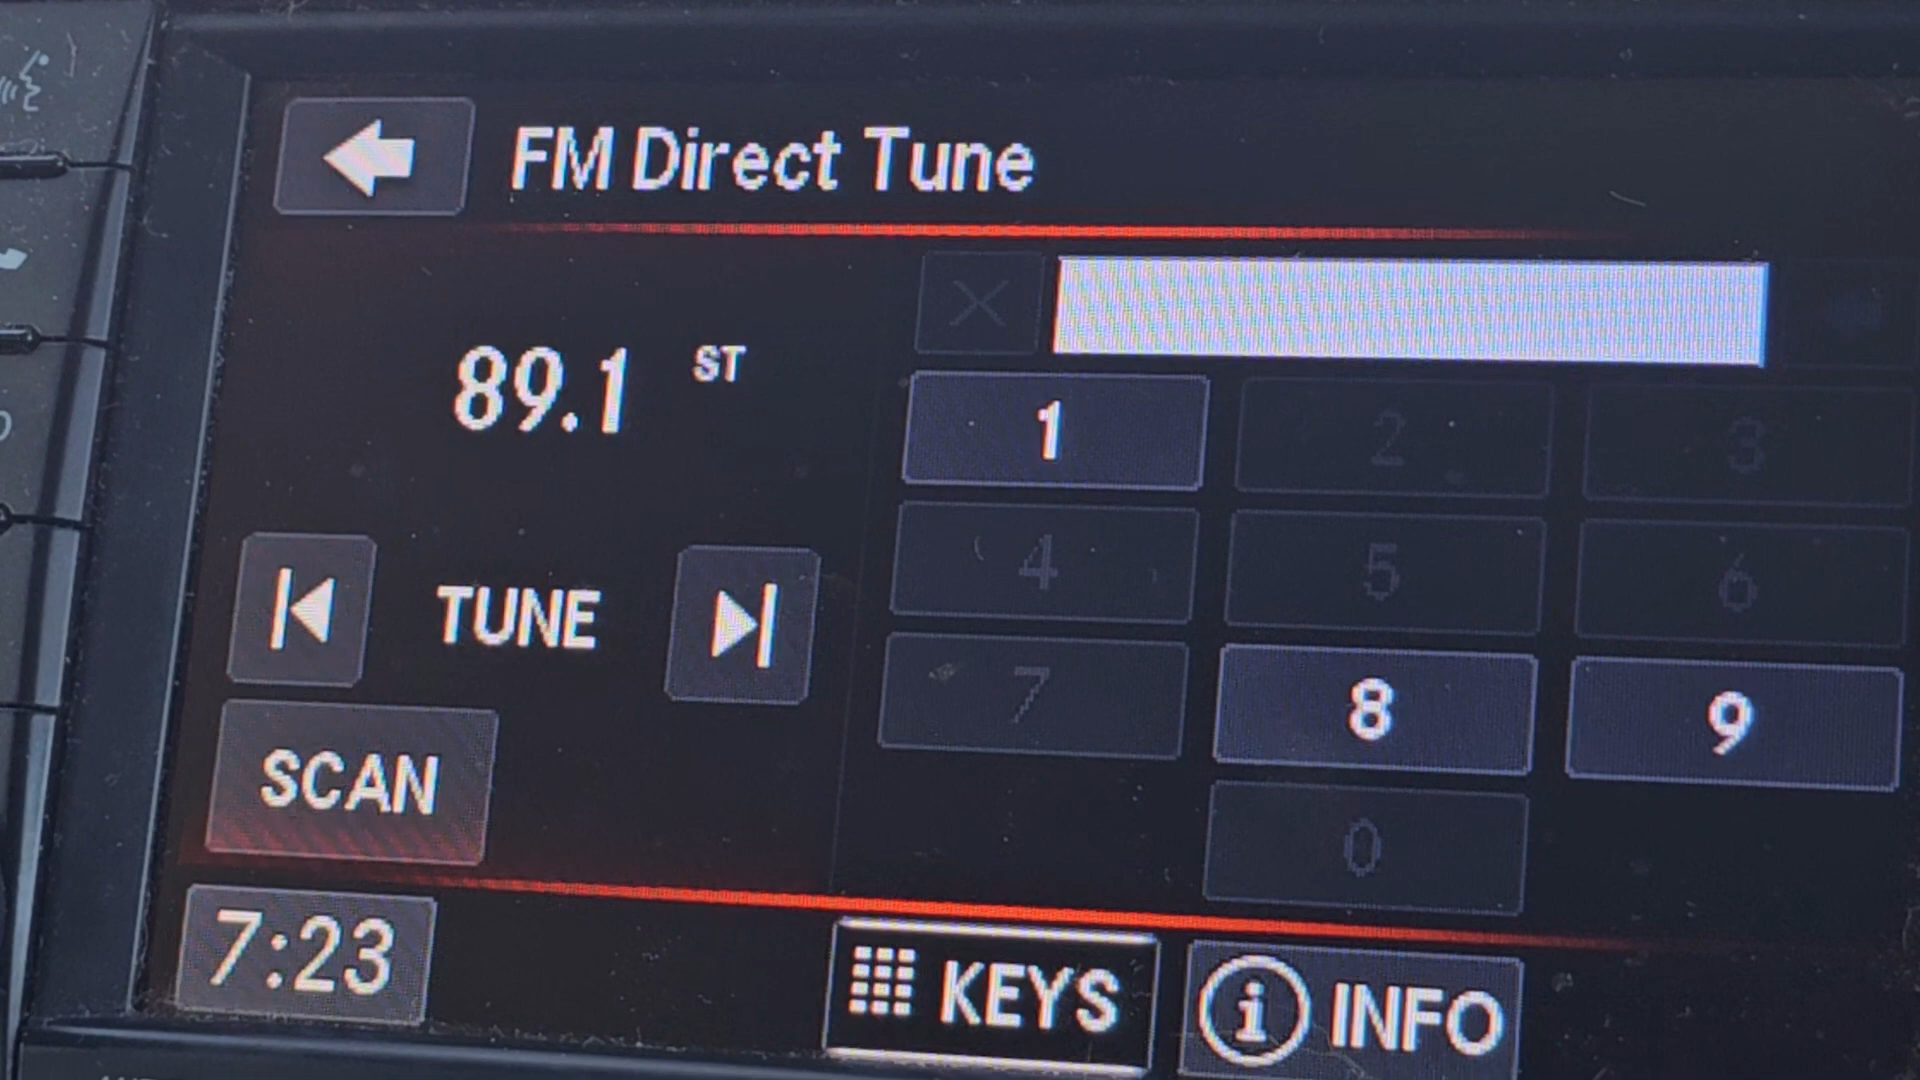 FM Direct Tune
89.1 ST
1 2 3
4 5 6
TUNE
7 8 9
SCAN
0
7:23
KEYS
INFO